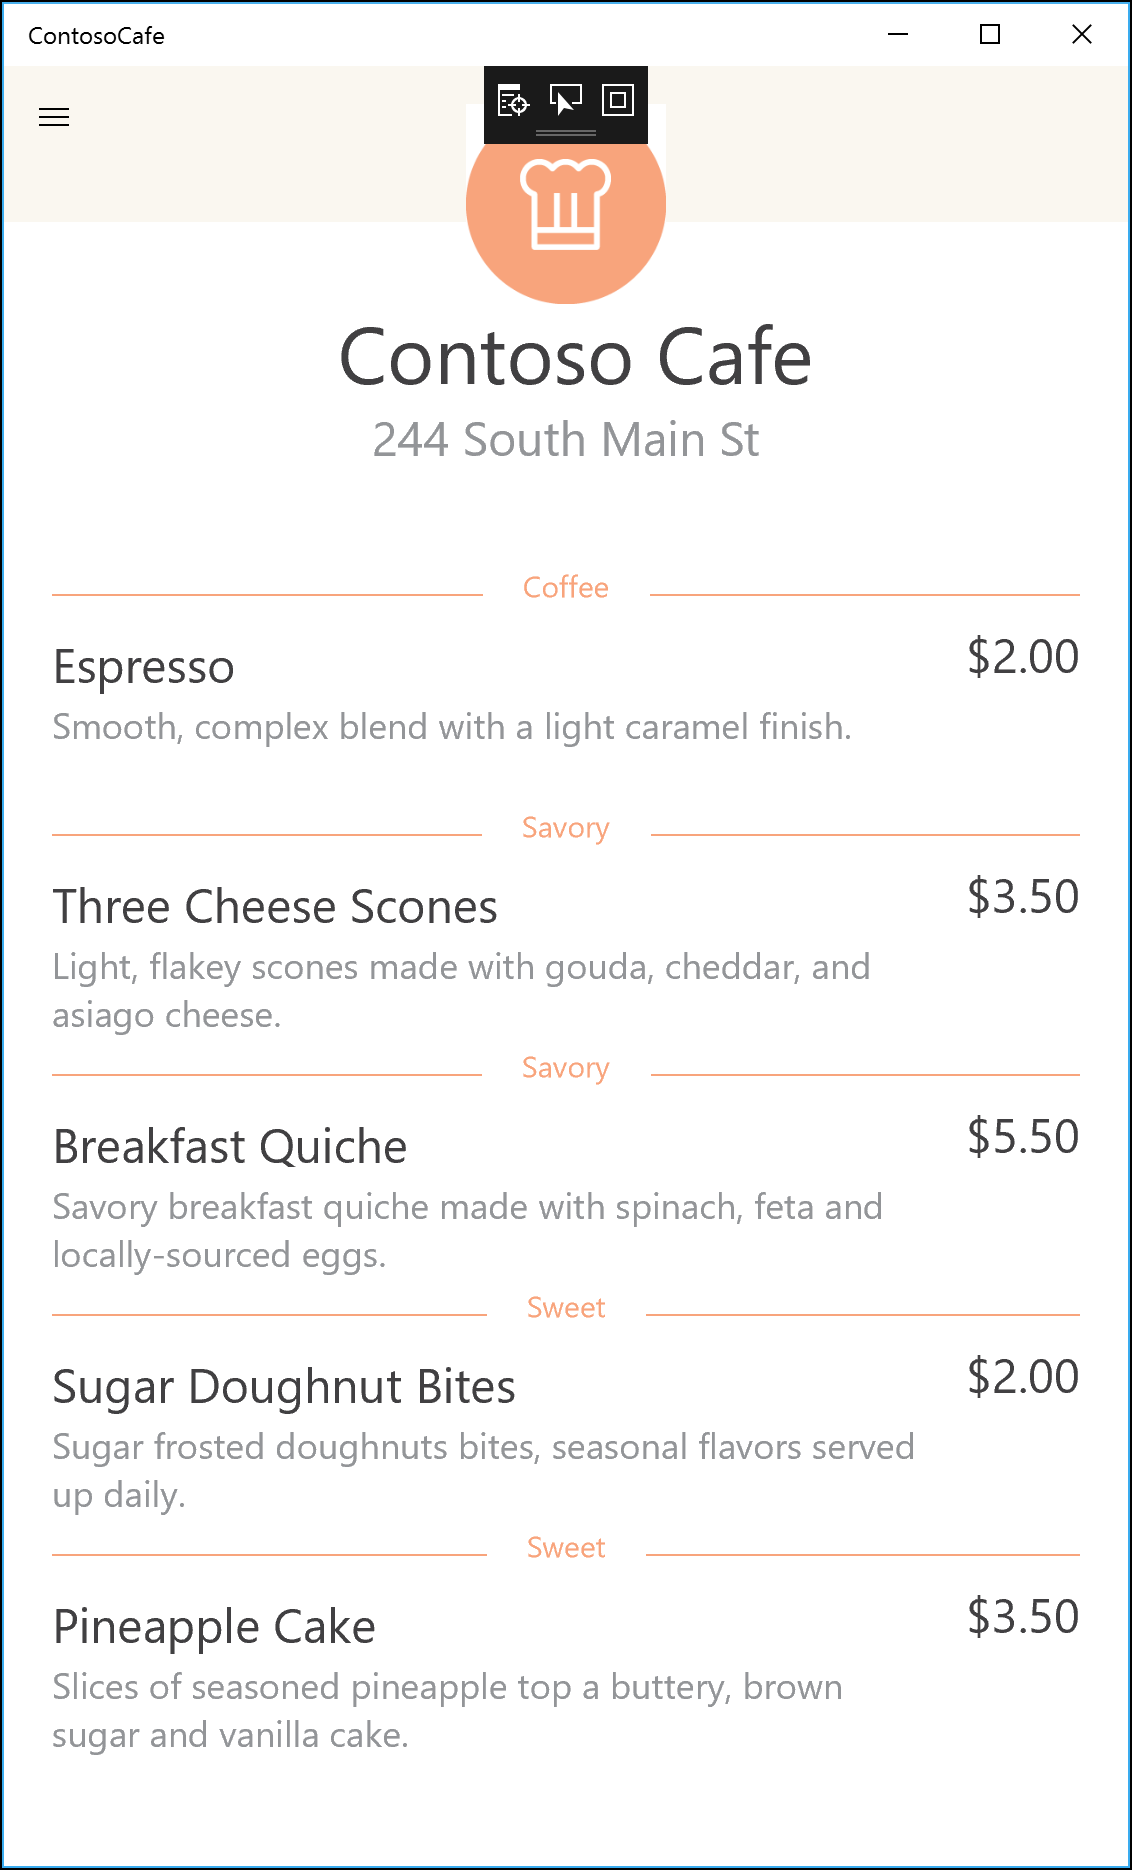 ContosoCafe
Contoso Cafe
244 South Main St
Coffee
Espresso
$2.00
Smooth, complex blend with a light caramel finish.
Savory
Three Cheese Scones
$3.50
Light, flakey scones made with gouda, cheddar, and
asiago cheese.
Savory
Breakfast Quiche
$5.50
Savory breakfast quiche made with spinach, feta and
locally-sourced eggs.
Sweet
Sugar Doughnut Bites
$2.00
Sugar frosted doughnuts bites, seasonal flavors served
up daily.
Sweet
Pineapple Cake
$3.50
Slices of seasoned pineapple top a buttery, brown
sugar and vanilla cake.